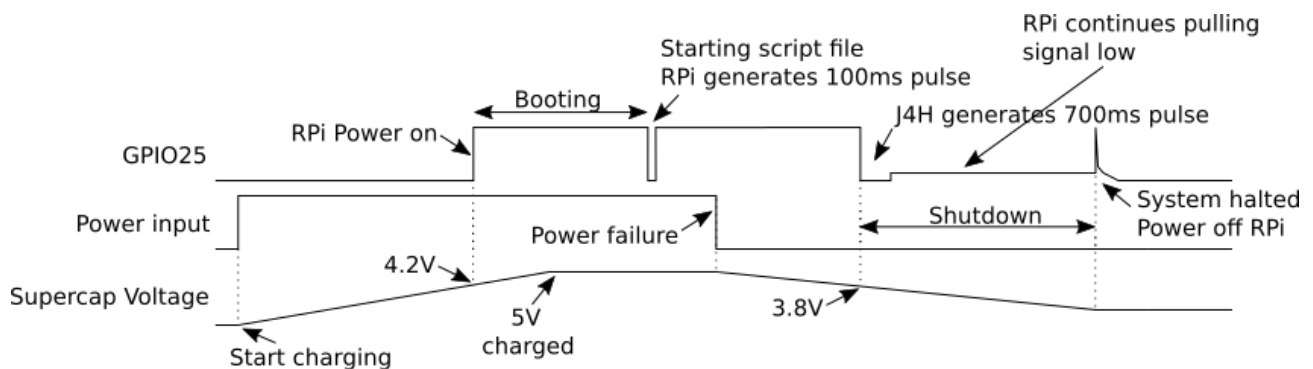 RPi continues pulling
signal low
Starting script file
RPi generates 100ms pulse
Booting
RPi Power on
J4H generates 700ms pulse
GPIO25
System halted
Power off RPi
Power input
Power failure
Shutdown
4.2V
Supercap Voltage
3.8V
5V
charged
Start charging